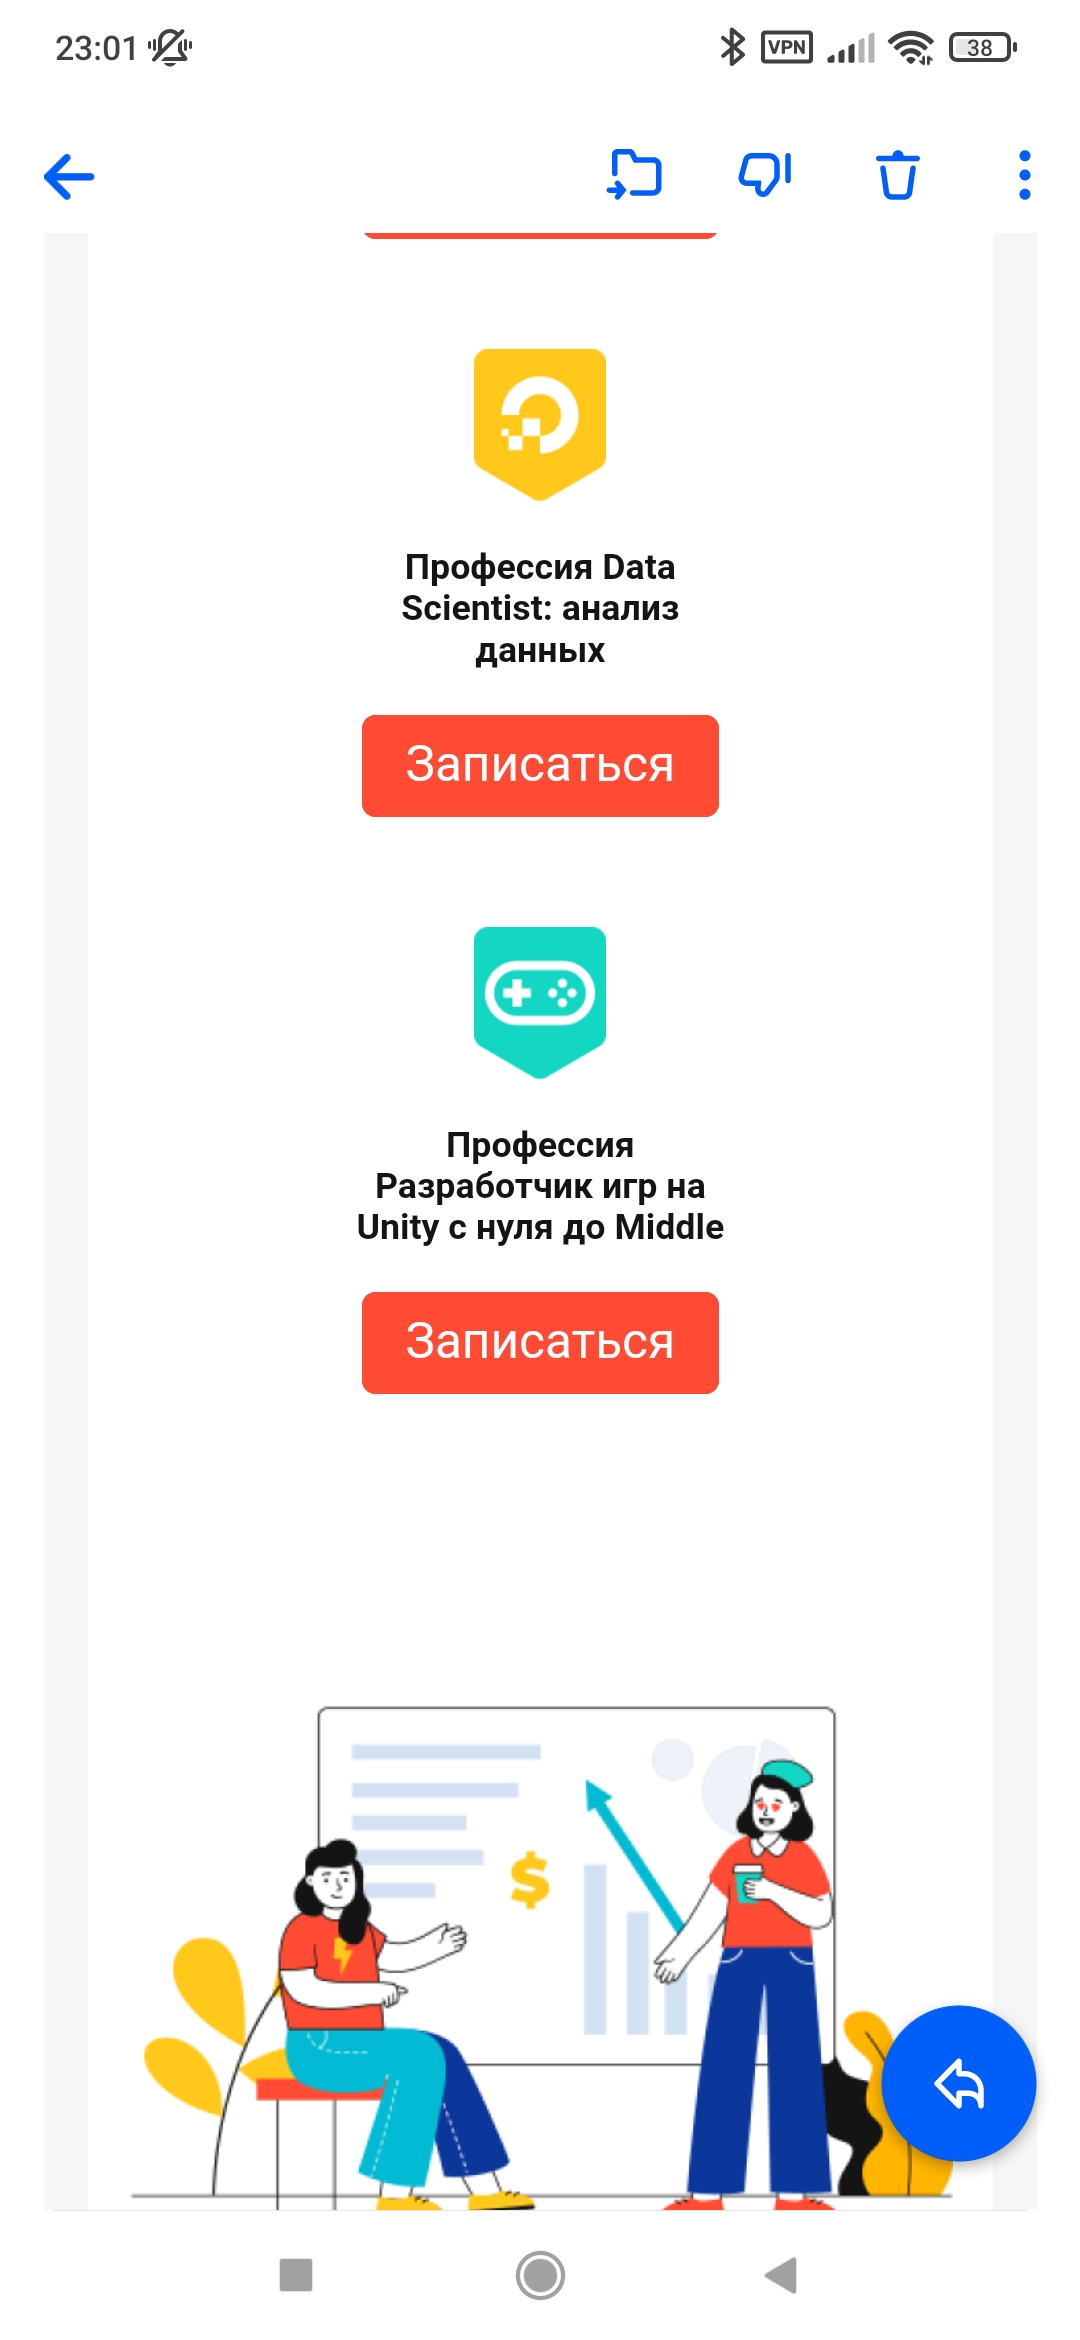 23:01
VPN
38
Профессия Data
Scientist: анализ
данных
Записаться
Профессия
Разработчик игр на
Unity с нуля до Middle
Записаться
$